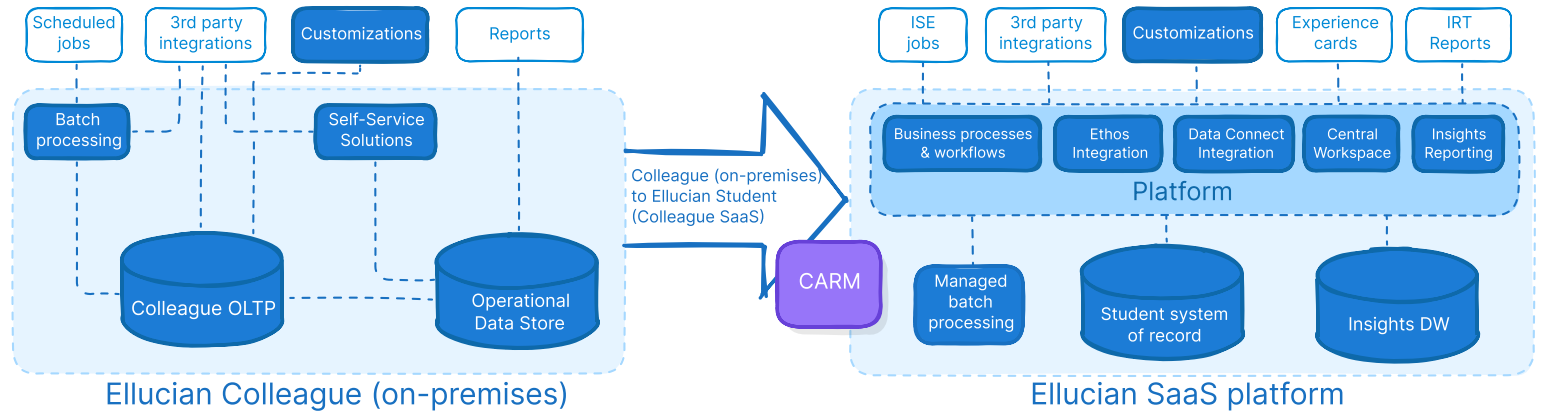 Scheduled
jobs
3rd party
integrations
Customizations
Reports
Batch
processing
Self-Service
Solutions
Colleague OLTP
Operational
Data Store
Ellucian Colleague (on-premises)
Colleague (on-premises)
to Ellucian Student
(Colleague SaaS)
CARM
ISE
jobs
3rd party
integrations
Customizations
Experience
cards
IRT
Reports
Business processes
& workflows
Ethos
Integration
Data Connect
Integration
Central
Workspace
Insights
Reporting
Platform
Managed
batch
processing
Student system
of record
Insights DW
Ellucian SaaS platform